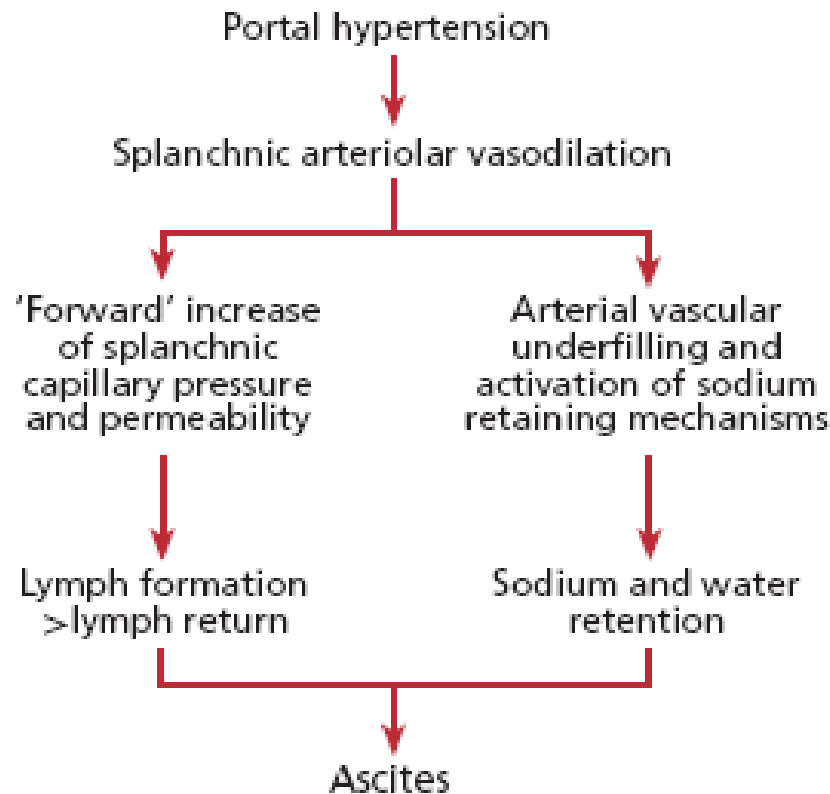 Portal hypertension
Splanchnic arteriolar vasodilation
'Forward' increase
of splanchnic
capillary pressure
and permeability
Arterial vascular
underfilling and
activation of sodium
retaining mechanisms
Lymph formation
>lymph return
Sodium and water
retention
Ascites